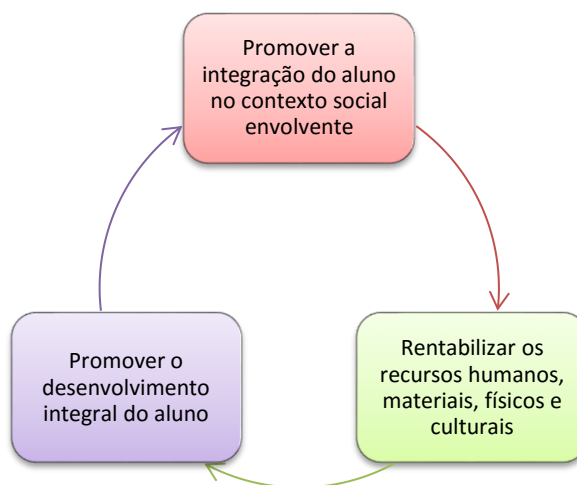 Promover a
integração do aluno
no contexto social
envolvente
Rentabilizar os
recursos humanos,
materiais, físicos e
culturais
Promover o
desenvolvimento
integral do aluno